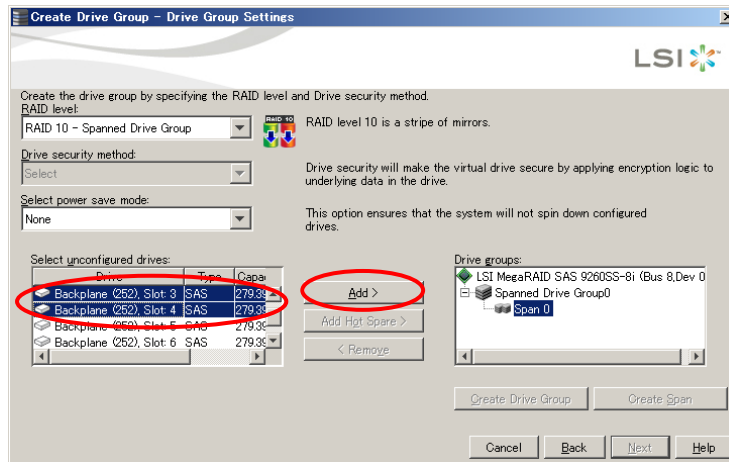 Create Drive Group - Drive Group Settings
LSI
Create the drive group by specifying the RAID level and Drive security method.
RAID level:
RAID 10 - Spanned Drive Group
RAID 10
RAID level 10 is a stripe of mirrors.
Drive security method:
Select
Drive security will make the virtual drive secure by applying encryption logic to
underlying data in the drive.
Select power save mode:
None
This option ensures that the system will not spin down configured
drives.
Select unconfigured drives:
Drive Type Capa
Backplane (252), Slot: 3 SAS 279.39
Backplane (252), Slot: 4 SAS 279.39
Backplane (252), Slot: 5 SAS 279.39
Backplane (252), Slot: 6 SAS 279.39
Add >
Add Hot Spare >
< Remove
Drive groups:
LSI MegaRAID SAS 9260SS-8i (Bus 8,Dev 0
Spanned Drive Group0
Span 0
Create Drive Group
Create Span
Cancel
Back
Next
Help